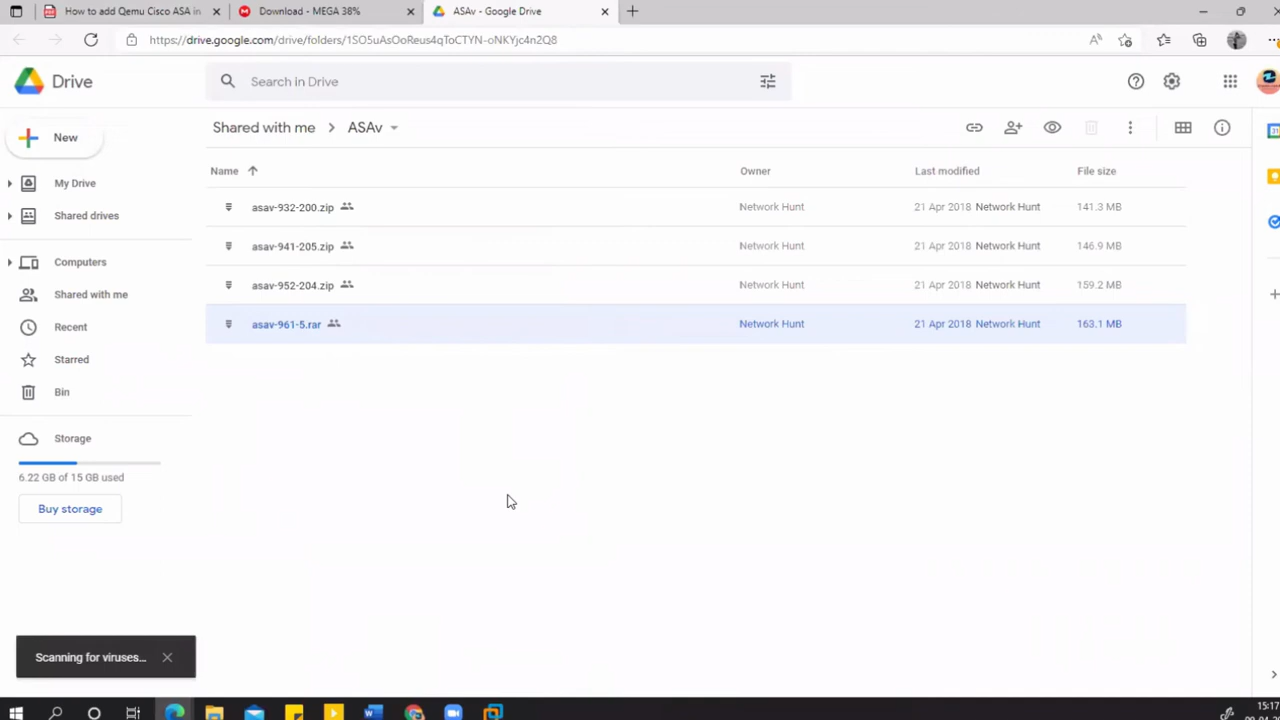 How to add Qemu Cisco ASA in
Download - MEGA 38%
ASAv - Google Drive
https://drive.google.com/drive/folders/1SO5uAsOoReus4qToCTYN-oNKYjc4n2Q8
Drive
Search in Drive
New
Shared with me > ASAv
Name Owner Last modified File size
My Drive
Shared drives
Computers
Shared with me
Recent
Starred
Bin
Storage
6.22 GB of 15 GB used
Buy storage
asav-932-200.zip Network Hunt 21 Apr 2018 Network Hunt 141.3 MB
asav-941-205.zip Network Hunt 21 Apr 2018 Network Hunt 146.9 MB
asav-952-204.zip Network Hunt 21 Apr 2018 Network Hunt 159.2 MB
asav-961-5.rar Network Hunt 21 Apr 2018 Network Hunt 163.1 MB
Scanning for viruses...
15:17